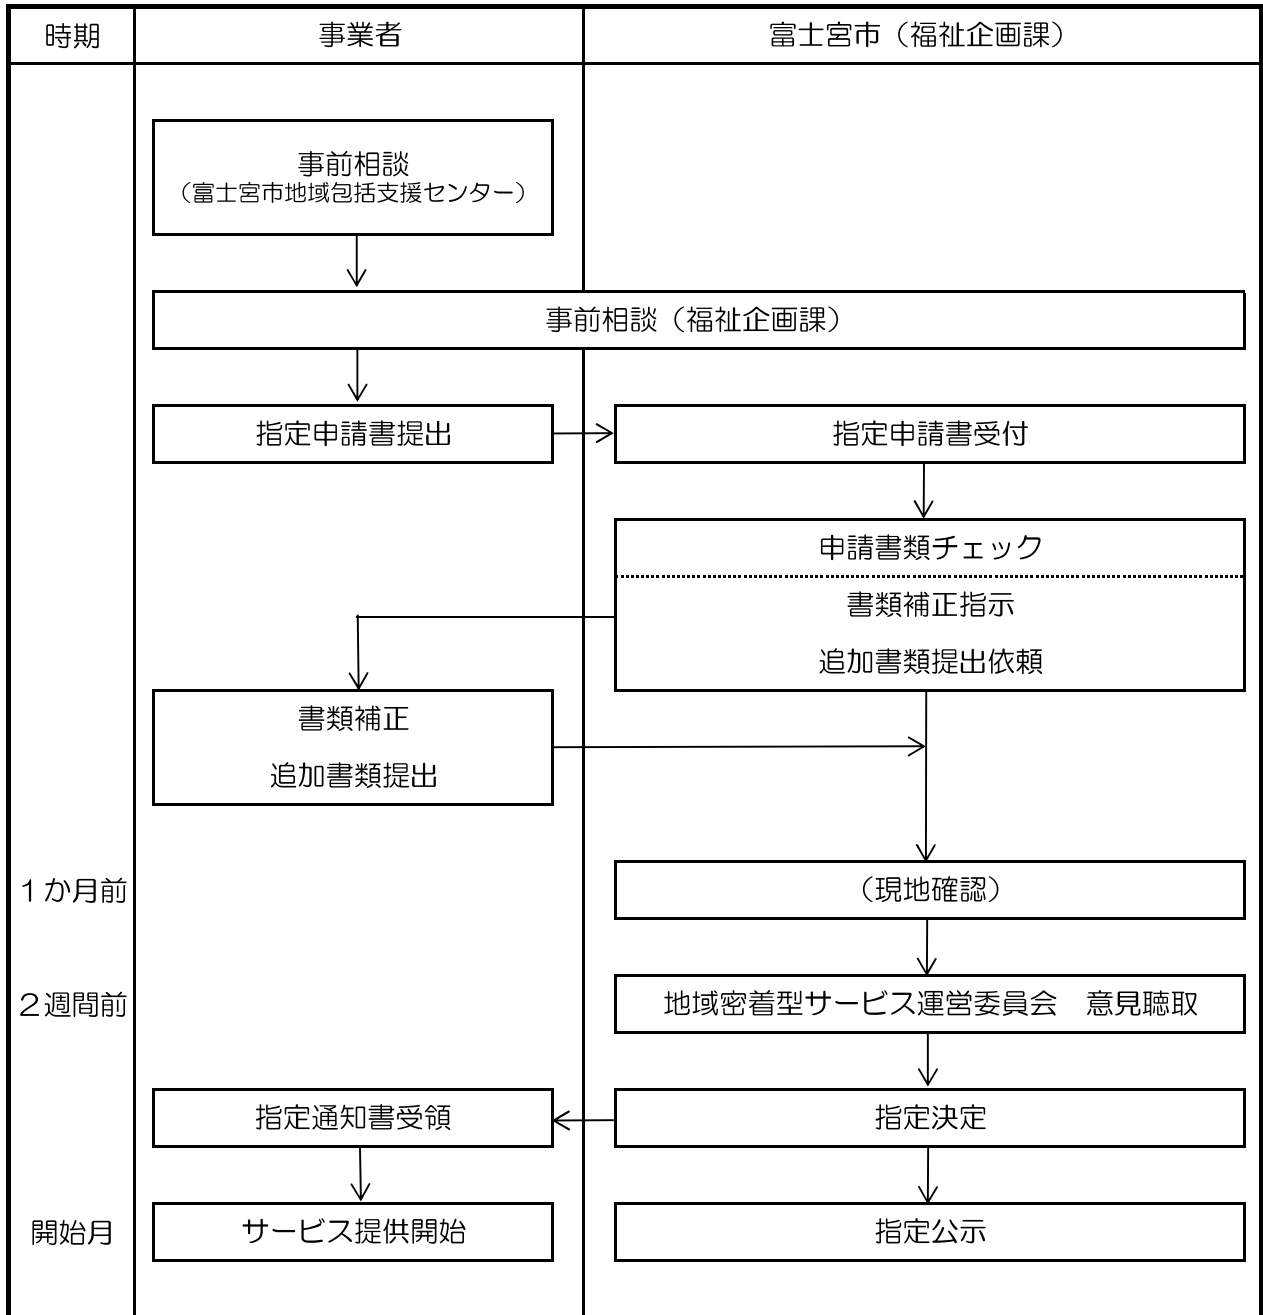 時期
事業者
富士宮市（福祉企画課）
事前相談
（富士宮市地域包括支援センター）
事前相談（福祉企画課）
指定申請書提出
指定申請書受付
申請書類チェック
書類補正指示
追加書類提出依頼
書類補正
追加書類提出
１か月前
（現地確認）
２週間前
地域密着型サービス運営委員会　意見聴取
指定通知書受領
指定決定
開始月
サービス提供開始
指定公示